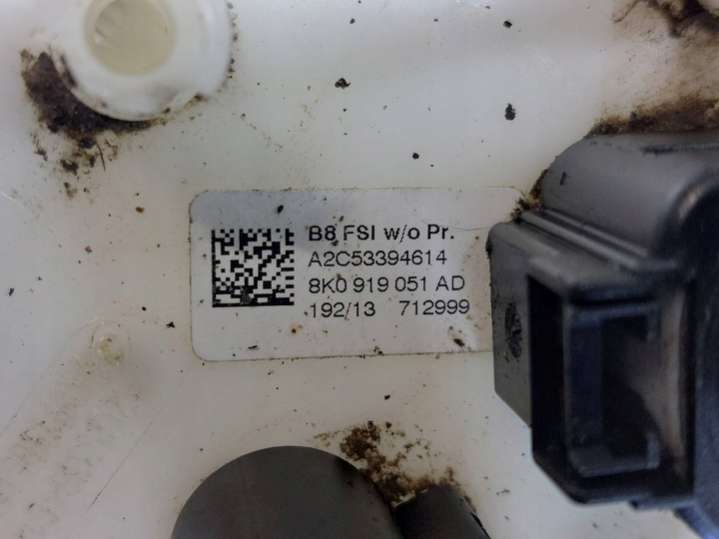 B8 FSI w/o Pr.
A2C53394614
8K0 919 051 AD
192/13 712999